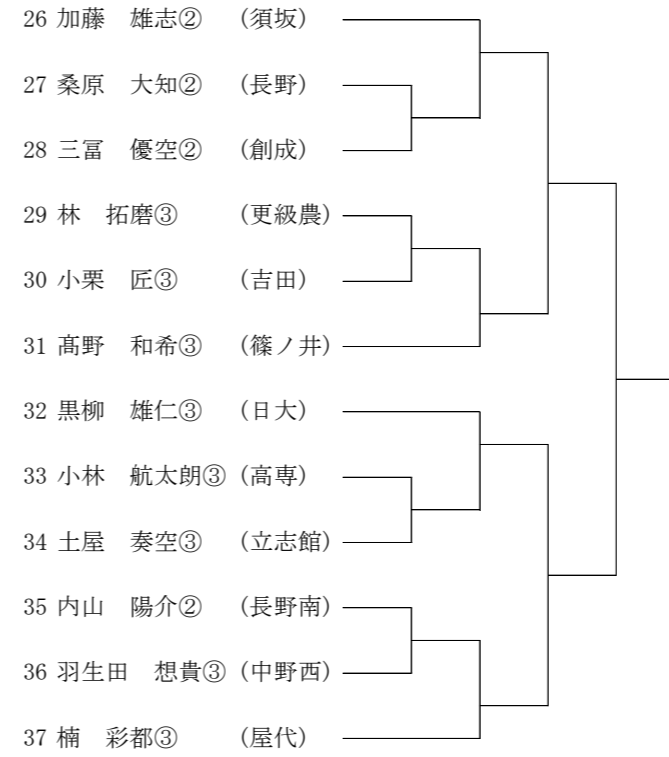 26 加藤　雄志②　（須坂）
27 桑原　大知②　（長野）
28 三冨　優空②　（創成）
29 林　拓磨③　（更級農）
30 小栗　匠③　（吉田）
31 髙野　和希③　（篠ノ井）
32 黒柳　雄仁③　（日大）
33 小林　航太朗③（高専）
34 土屋　奏空③　（立志館）
35 内山　陽介②　（長野南）
36 羽生田　想貴③（中野西）
37 楠　彩都③　（屋代）